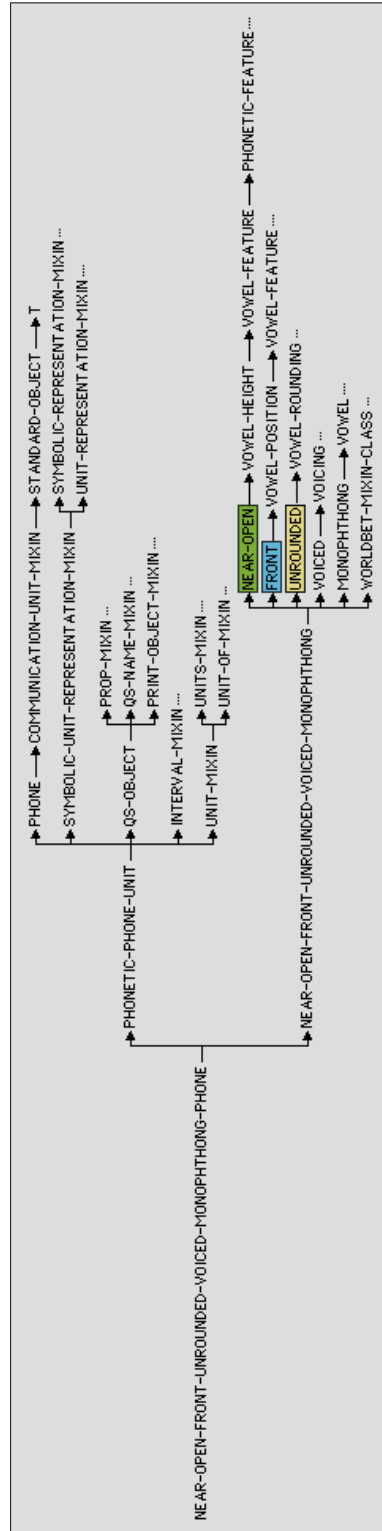 NEAR-OPEN-FRONT-UNROUNDED-VOICED-MONOPHTHONG-PHONE
PHONETIC-PHONE-UNIT
PHONE
COMMUNICATION-UNIT-MIXIN
STANDARD-OBJECT
T
SYMBOLIC-UNIT-REPRESENTATION-MIXIN
SYMBOLIC-REPRESENTATION-MIXIN ...
UNIT-REPRESENTATION-MIXIN ...
QS-OBJECT
PROP-MIXIN ...
QS-NAME-MIXIN ...
PRINT-OBJECT-MIXIN ...
INTERVAL-MIXIN ...
UNIT-MIXIN
UNITS-MIXIN ...
UNIT-OF-MIXIN ...
NEAR-OPEN-FRONT-UNROUNDED-VOICED-MONOPHTHONG
NEAR-OPEN
VOWEL-HEIGHT
VOWEL-FEATURE
PHONETIC-FEATURE ...
FRONT
VOWEL-POSITION
VOWEL-FEATURE ...
UNROUNDED
VOWEL-ROUNDING ...
VOICED
VOICING ...
MONOPHTHONG
VOWEL ...
WORLDBET-MIXIN-CLASS ...